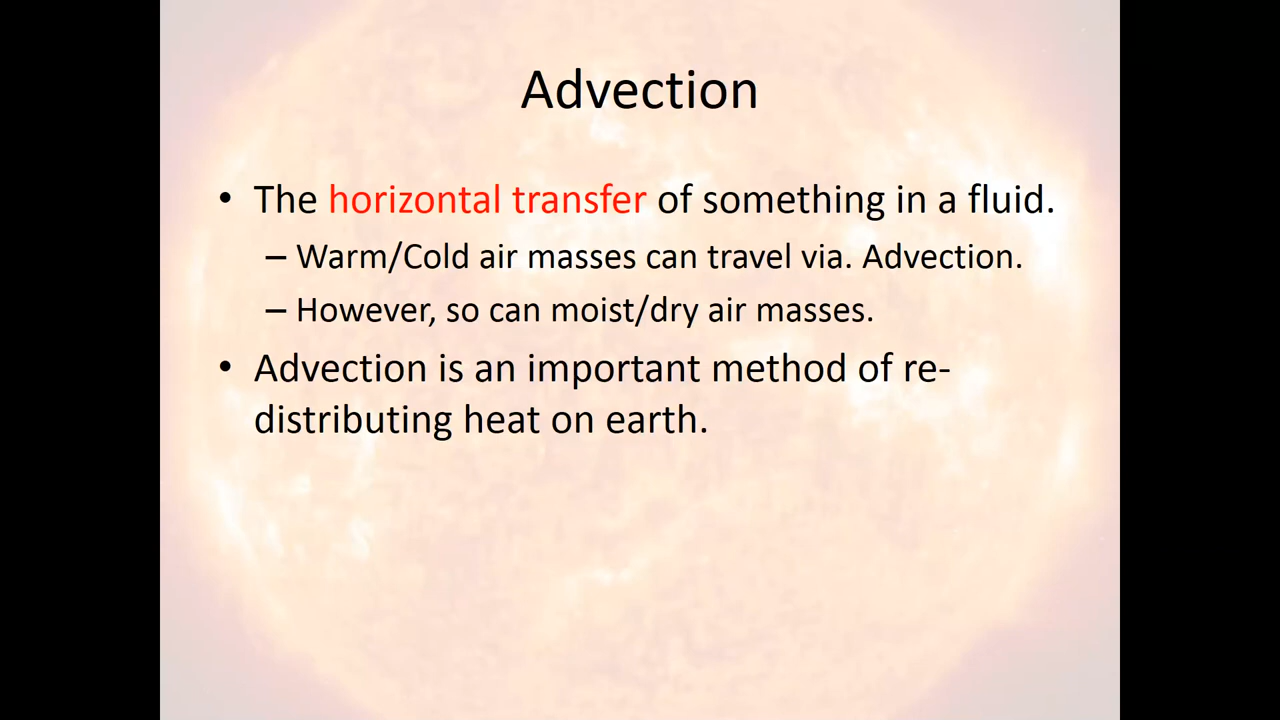 Advection
• The horizontal transfer of something in a fluid.
– Warm/Cold air masses can travel via. Advection.
– However, so can moist/dry air masses.
• Advection is an important method of re-
distributing heat on earth.